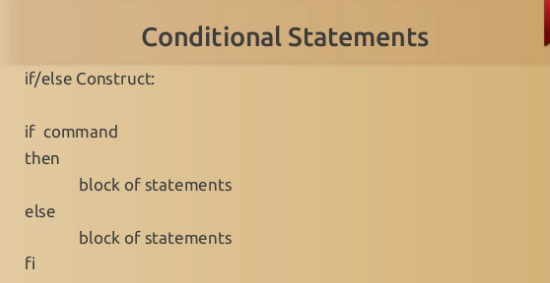 Conditional Statements
if/else Construct:
if command
then
block of statements
else
block of statements
fi